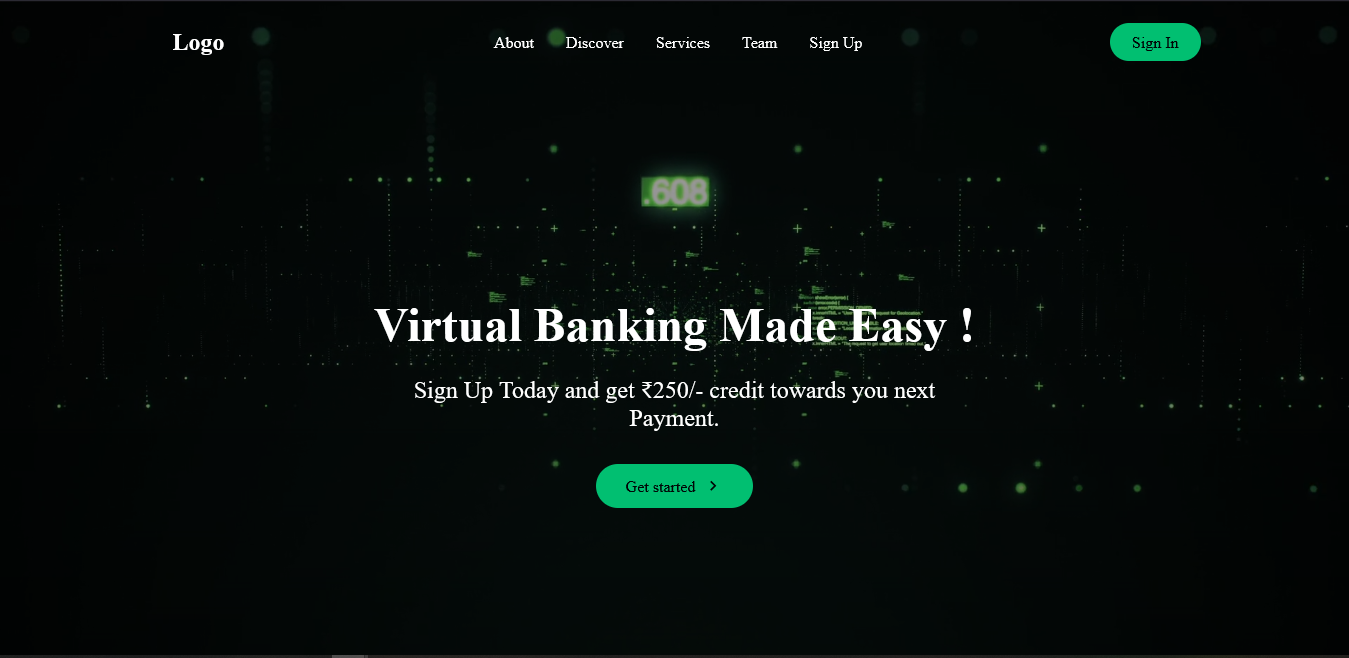 Logo
About Discover Services Team Sign Up
Sign In
.608
Virtual Banking Made Easy !
Sign Up Today and get ₹250/- credit towards you next
Payment.
Get started